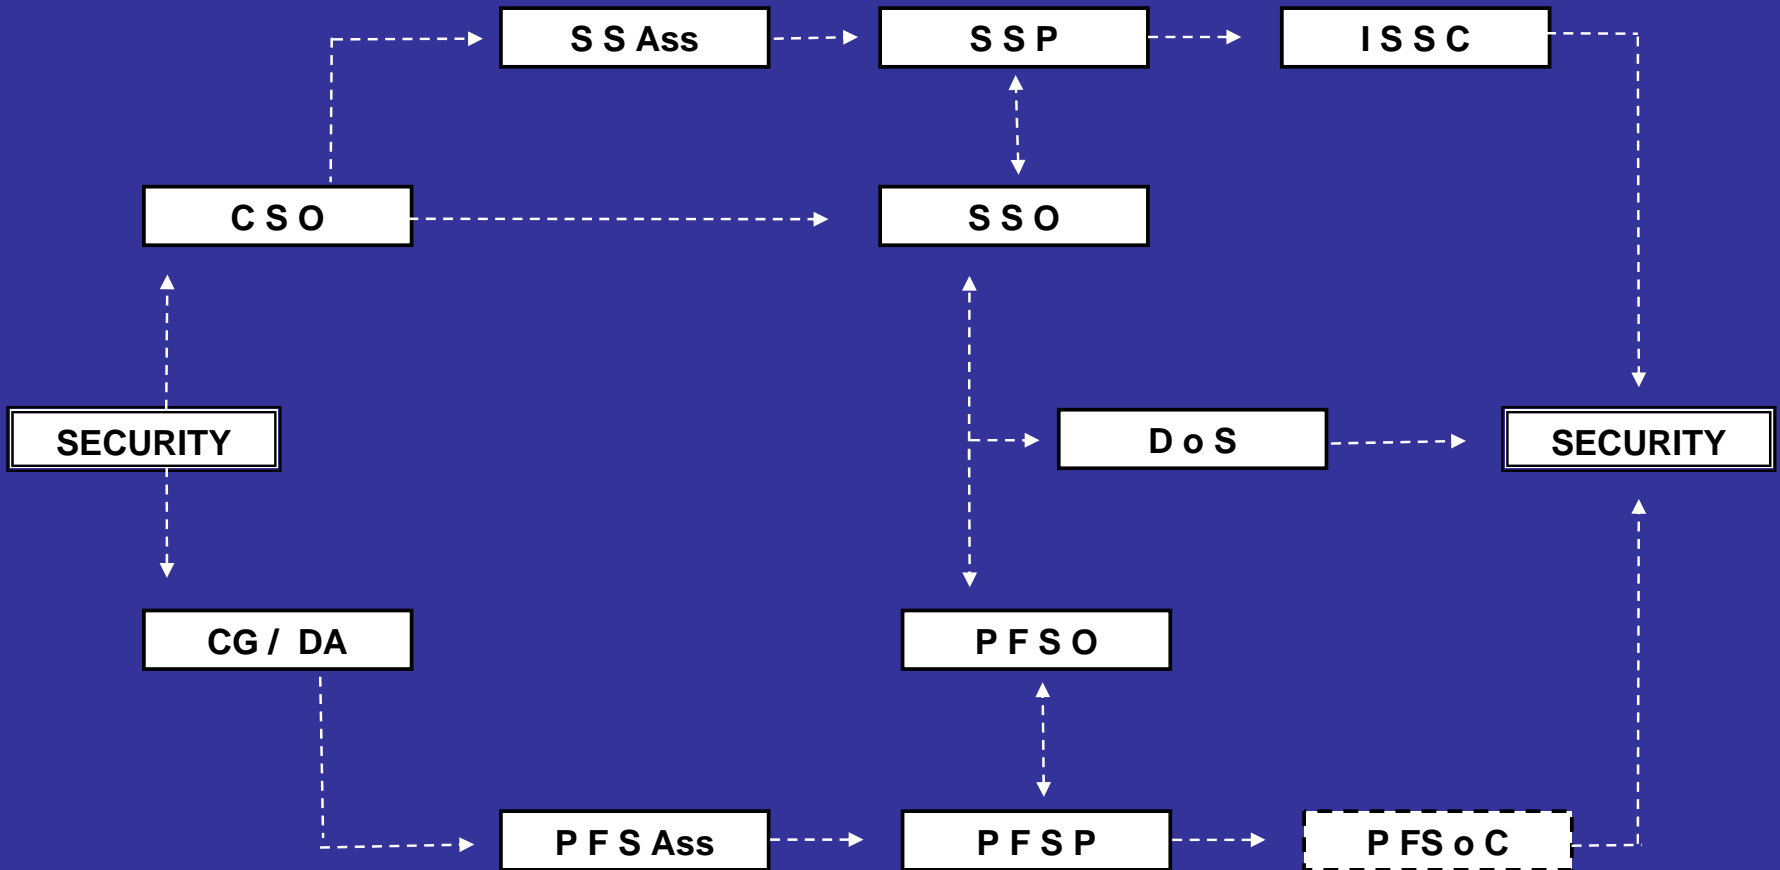 S S Ass
S S P
I S S C
C S O
S S O
SECURITY
D o S
SECURITY
CG / DA
P F S O
P F S Ass
P F S P
P FS o C